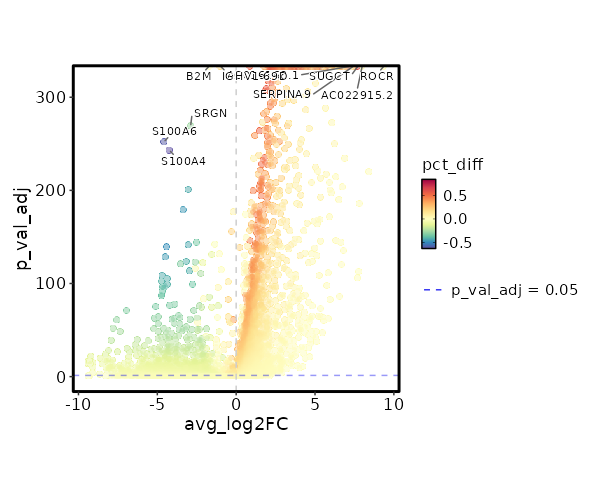 B2M
SUGCT
ROCR
SERPINA9
AC022915.2
SRGN
S100A6
S100A4
300
200
100
0
-10
-5
0
5
10
avg_log2FC
p_val_adj
pct_diff
0.5
0.0
-0.5
p_val_adj = 0.05